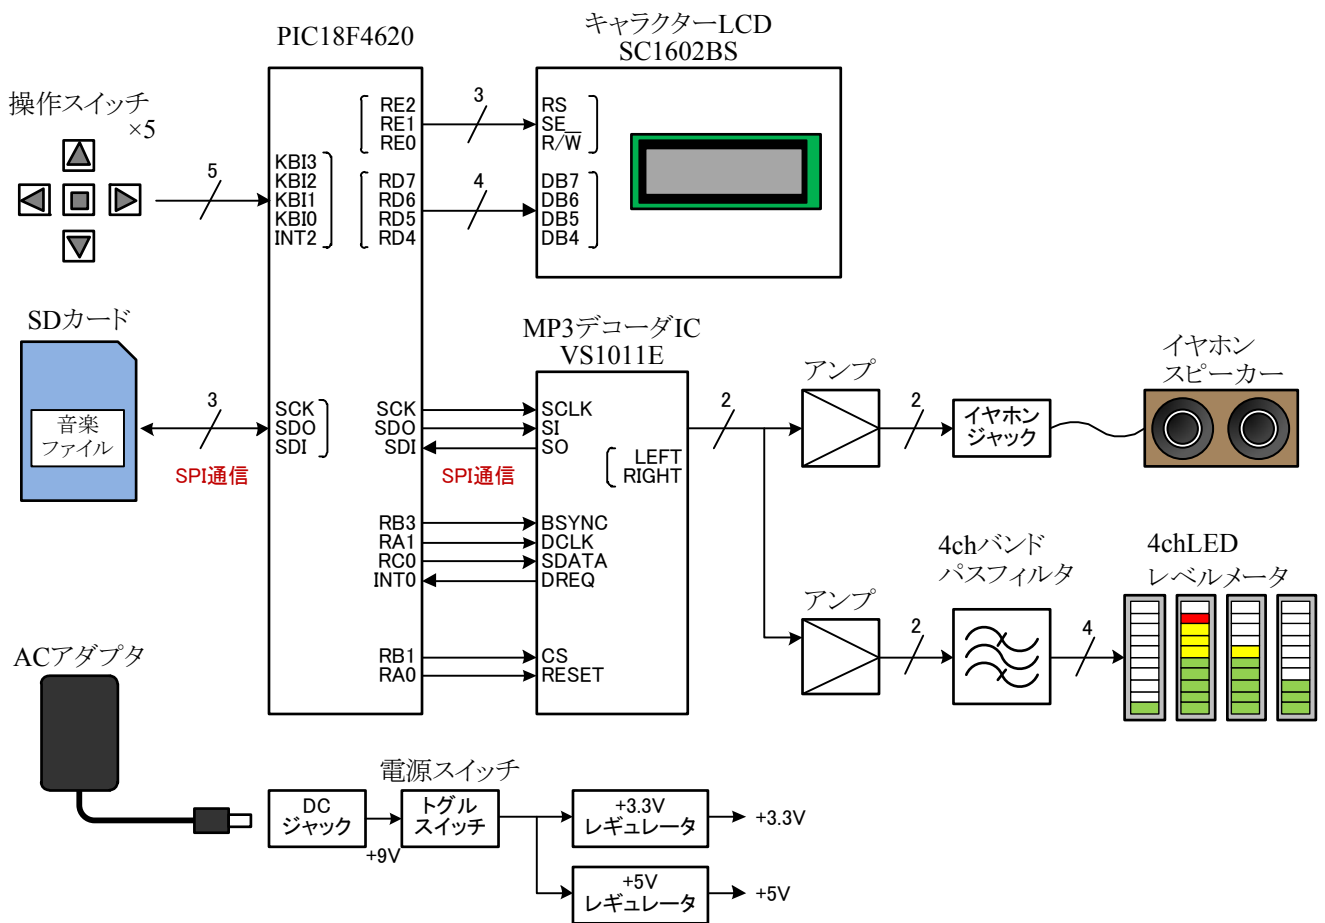 PIC18F4620
キャラクターLCD
SC1602BS
操作スイッチ
×5
5
KBI3
KBI2
KBI1
KBI0
INT2
RE2
RE1
RE0
RD7
RD6
RD5
RD4
3
4
RS
SE
R/W
DB7
DB6
DB5
DB4
SDカード
音楽
ファイル
3
SPI通信
SCK
SDO
SDI
SCK
SDO
SDI
SPI通信
RB3
RA1
RC0
INT0
RB1
RA0
MP3デコーダIC
VS1011E
SCLK
SI
SO
LEFT
RIGHT
BSYNC
DCLK
SDATA
DREQ
CS
RESET
2
アンプ
2
イヤホン
ジャック
イヤホン
スピーカー
アンプ
2
4chバンド
パスフィルタ
4
4chLED
レベルメータ
ACアダプタ
DC
ジャック
+9V
電源スイッチ
トグル
スイッチ
+3.3V
レギュレータ
+3.3V
+5V
レギュレータ
+5V